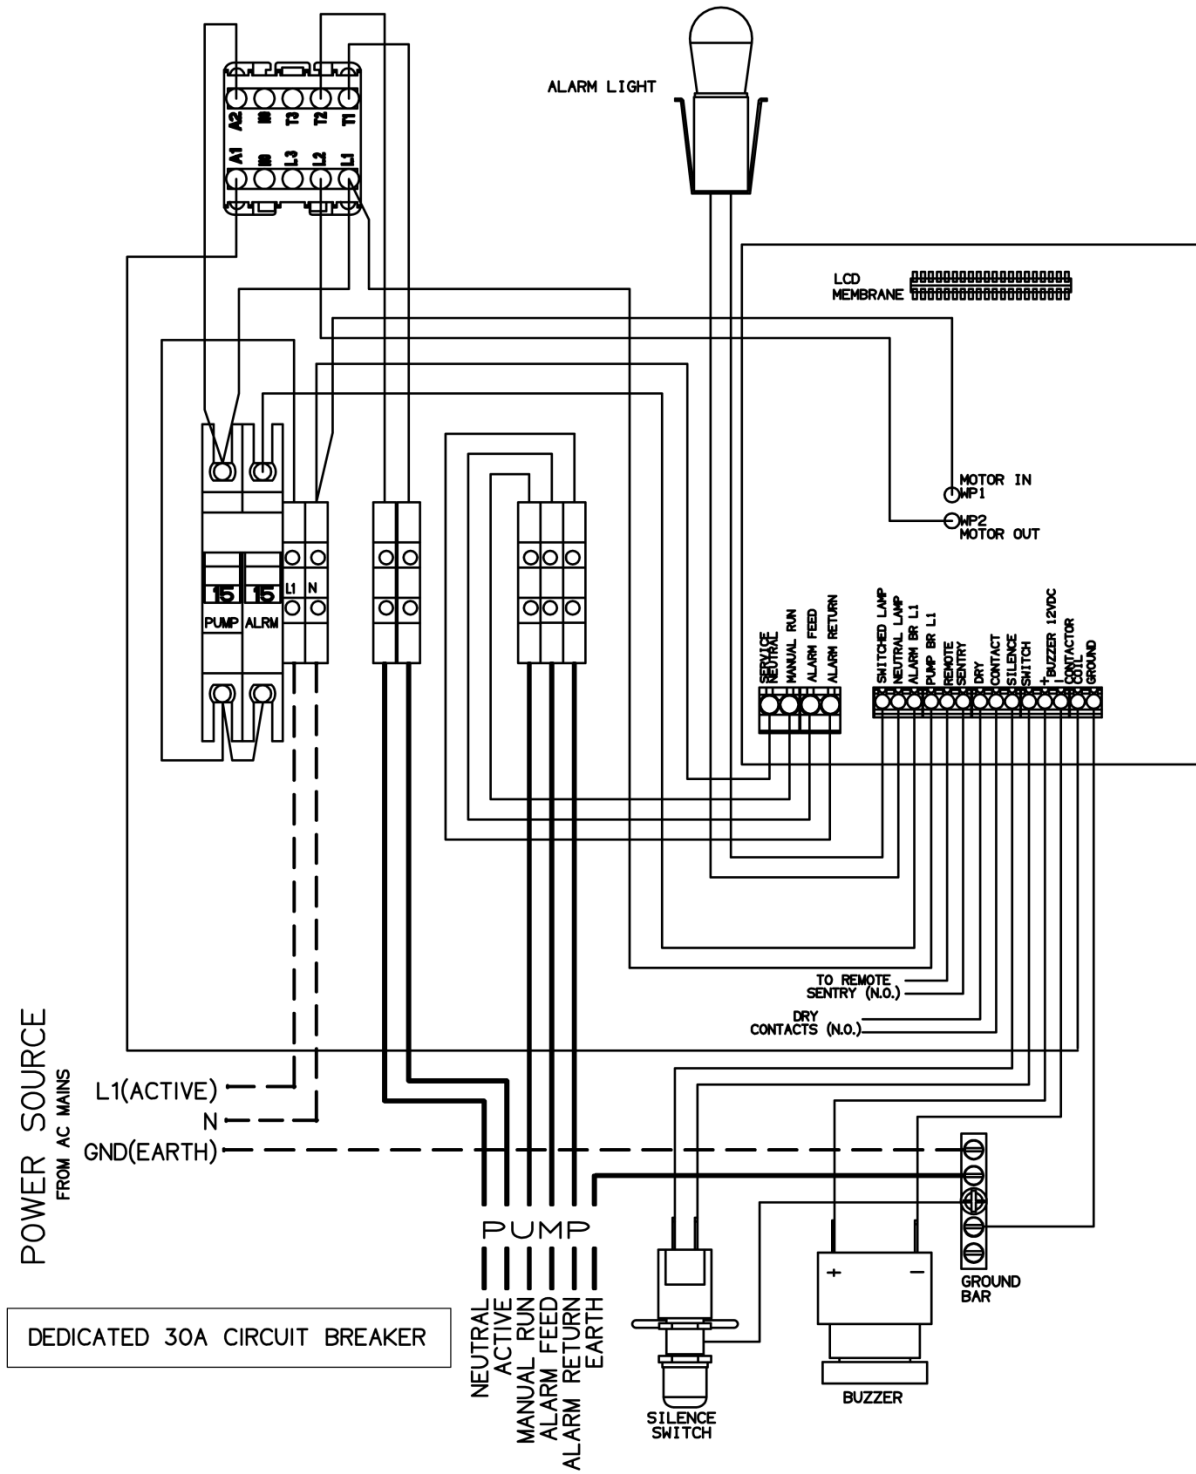 ALARM LIGHT
A2
NO
T3
T2
T1
A1
NO
L3
L2
L1
LCD
MEMBRANE
MOTOR IN
WP1
WP2
MOTOR OUT
15
15
PUMP
ALRM
L1
N
SERVICE
NEUTRAL
MANUAL RUN
ALARM FEED
ALARM RETURN
SWITCHED LAMP
NEUTRAL LAMP
ALARM BR L1
PUMP BR L1
REMOTE
SENTRY
DRY
CONTACT
SILENCE
SWITCH
+
BUZZER 12VDC
-
CONTACTOR
COIL
GROUND
TO REMOTE
SENTRY (N.O.)
DRY
CONTACTS (N.O.)
POWER SOURCE
FROM AC MAINS
L1(ACTIVE)
N
GND(EARTH)
PUMP
NEUTRAL
ACTIVE
MANUAL RUN
ALARM FEED
ALARM RETURN
EARTH
+
-
GROUND
BAR
DEDICATED 30A CIRCUIT BREAKER
SILENCE
SWITCH
BUZZER